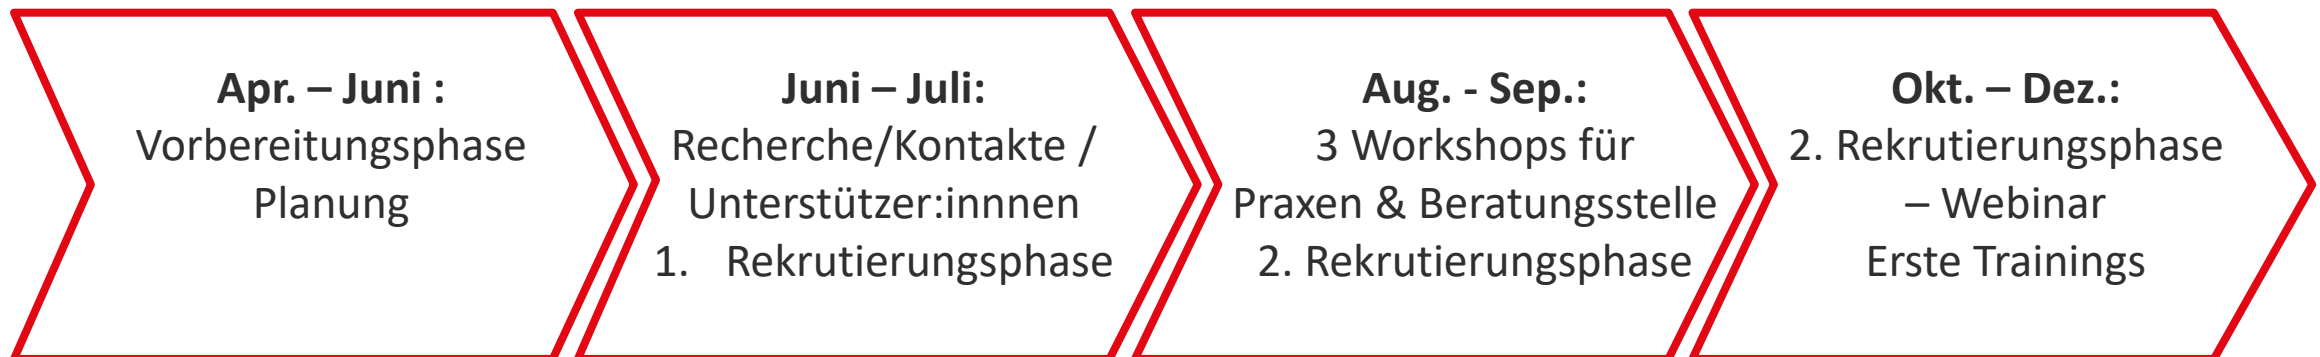 Apr. – Juni :
Vorbereitungsphase
Planung
Juni – Juli:
Recherche/Kontakte /
Unterstützer:innnen
1. Rekrutierungsphase
Aug. - Sep.:
3 Workshops für
Praxen & Beratungsstelle
2. Rekrutierungsphase
Okt. – Dez.:
2. Rekrutierungsphase
– Webinar
Erste Trainings